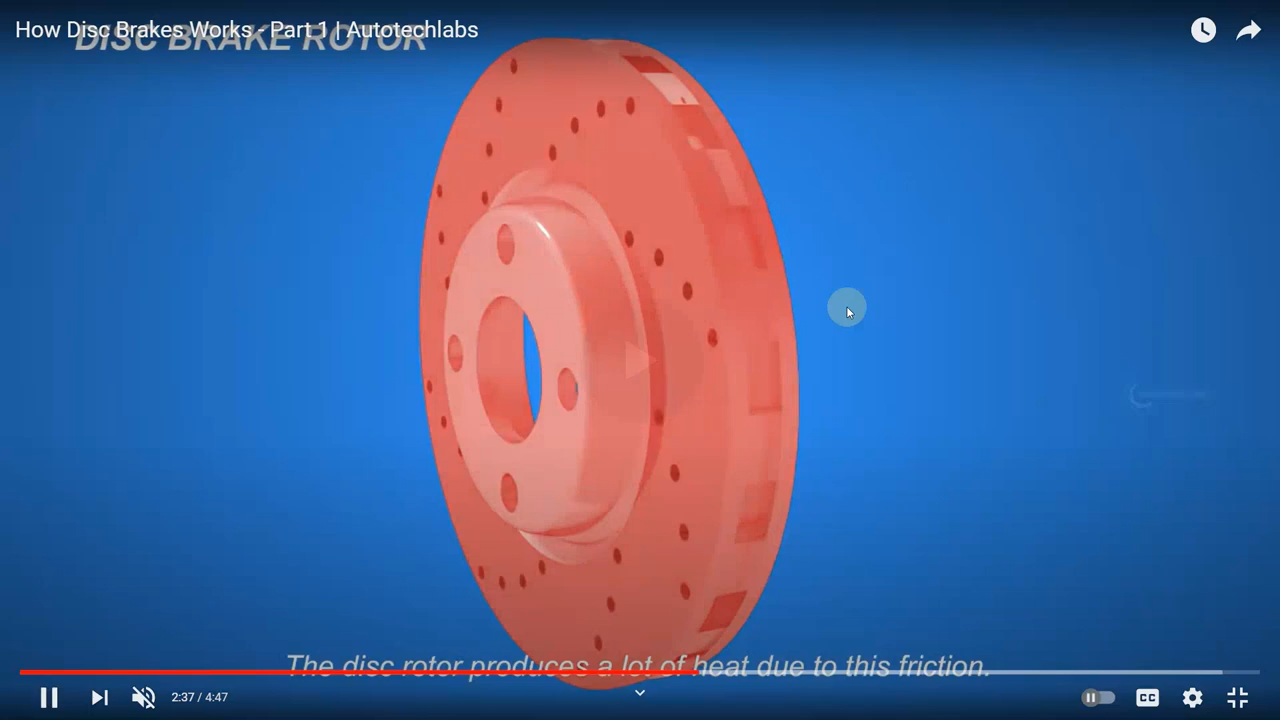 How Disc Brakes Works - Part 1 | Autotechlabs
DISC BRAKE ROTOR
The disc rotor produces a lot of heat due to this friction.
2:37 / 4:47
CC